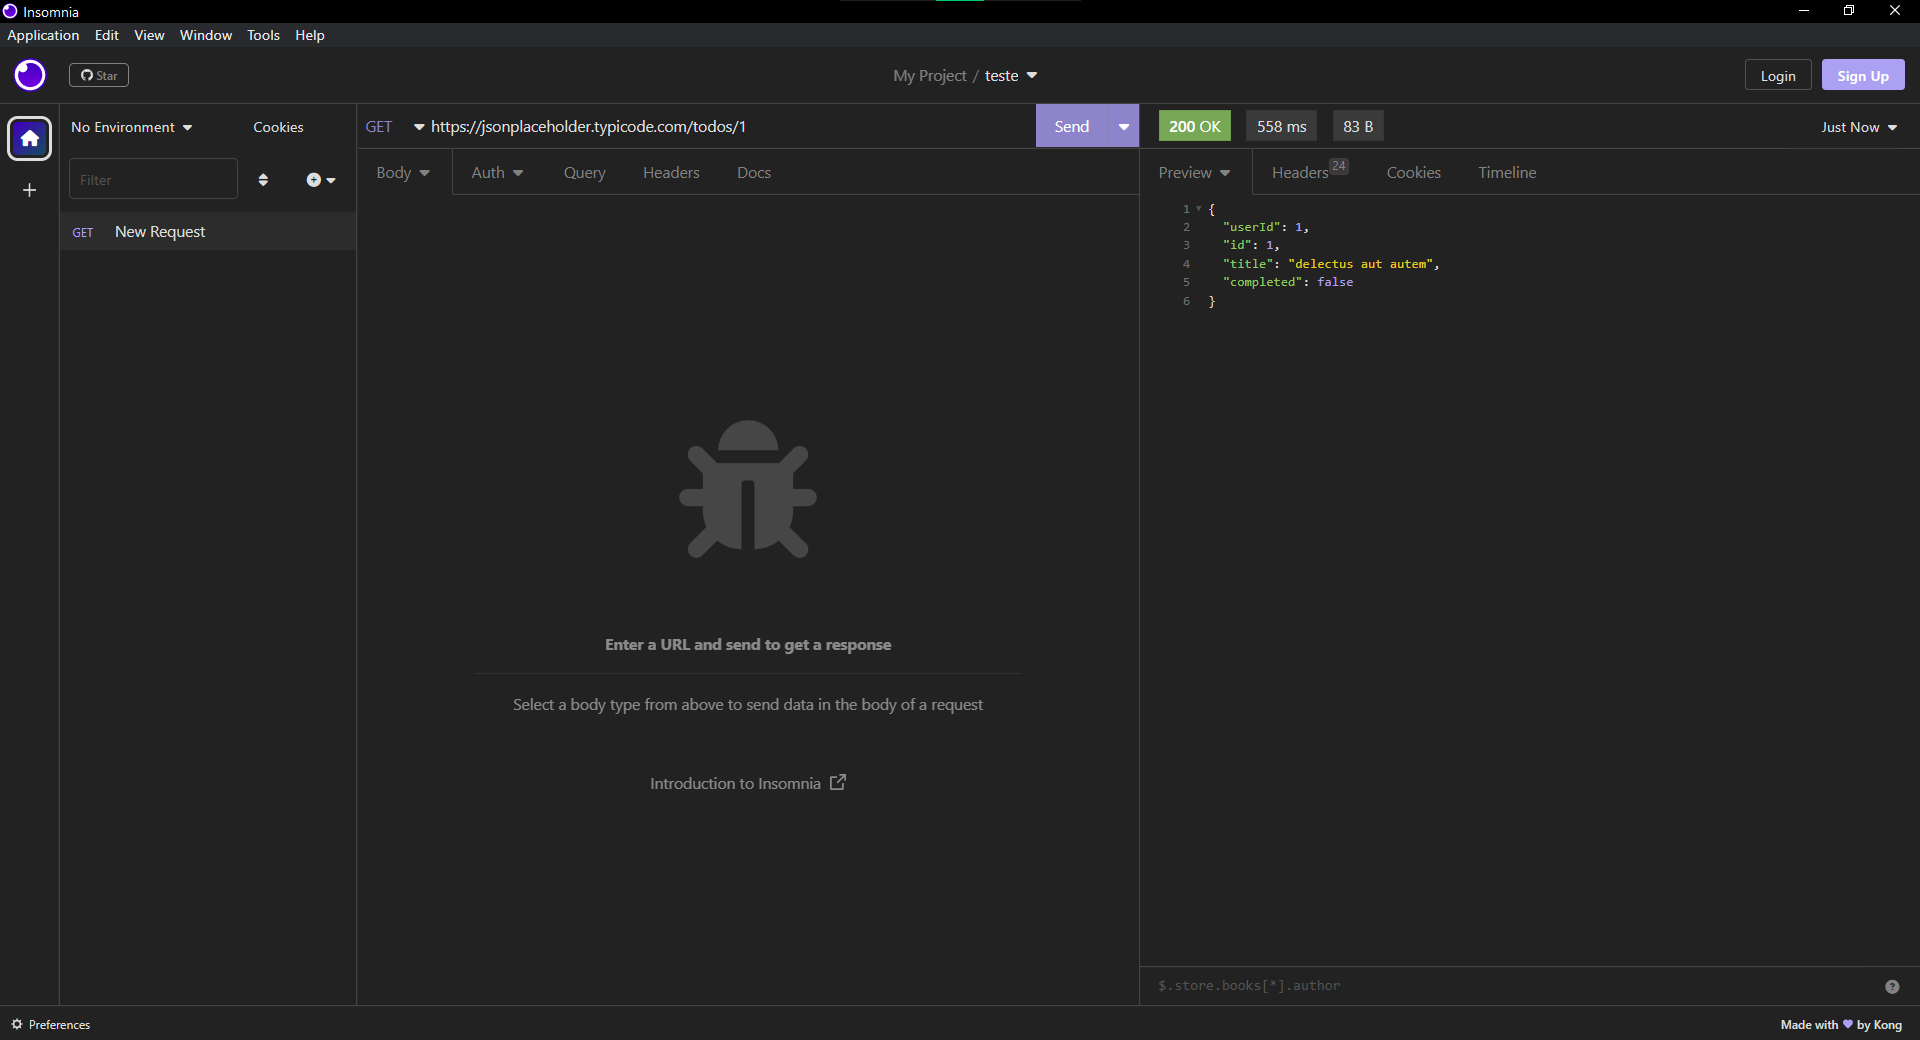 Insomnia
Application Edit View Window Tools Help
Star
My Project / teste
Login
Sign Up
No Environment
Cookies
GET https://jsonplaceholder.typicode.com/todos/1
Send
200 OK
558 ms
83 B
Just Now
Filter
Body Auth Query Headers Docs
Preview Headers 24 Cookies Timeline
GET New Request
1 {
2 "userId": 1,
3 "id": 1,
4 "title": "delectus aut autem",
5 "completed": false
6 }
Enter a URL and send to get a response
Select a body type from above to send data in the body of a request
Introduction to Insomnia
$.store.books[*].author
?
Preferences
Made with ♥ by Kong